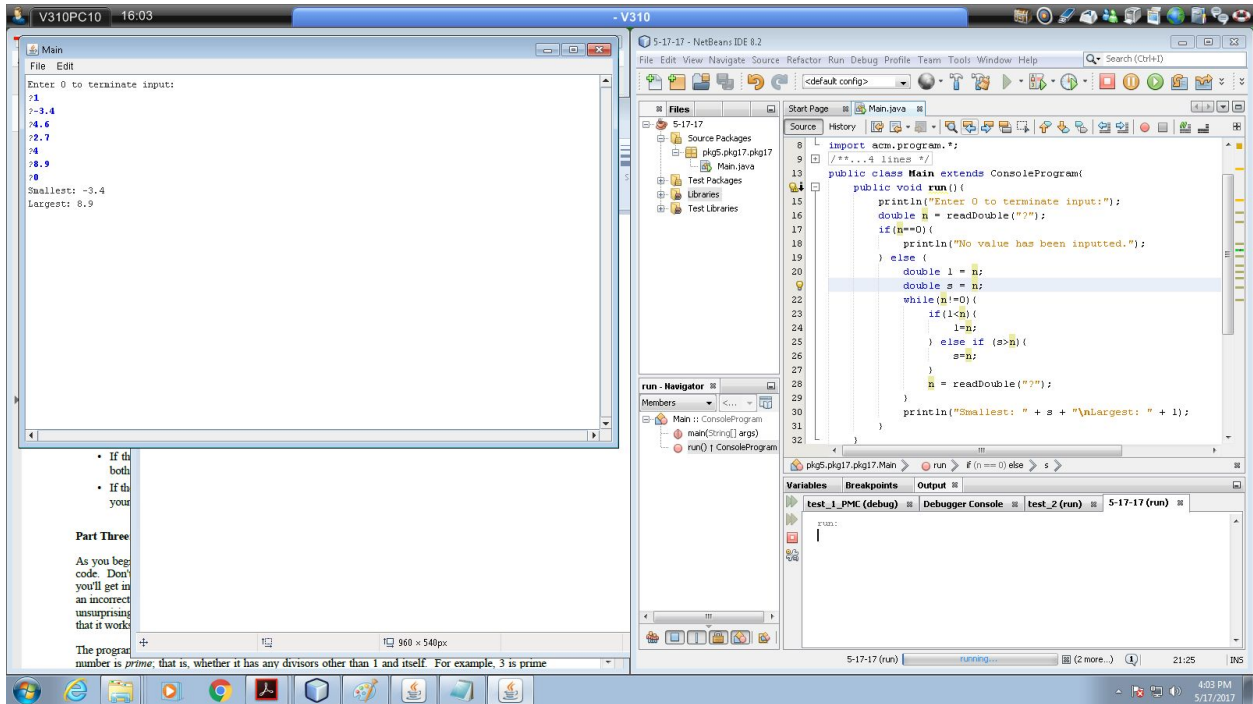 V310PC10 16:03 - V310
Main
File Edit
Enter 0 to terminate input:
?1
?-3.4
?4.6
?2.7
?4
?8.9
?0
Smallest: -3.4
Largest: 8.9
• If th
both
• If th
your
Part Three
As you beg
code. Don't
you'll get in
an incorrect
unsurprising
that it works
The program
number is prime; that is, whether it has any divisors other than 1 and itself. For example, 3 is prime
960 × 540px
5-17-17 - NetBeans IDE 8.2
File Edit View Navigate Source Refactor Run Debug Profile Team Tools Window Help
Search (Ctrl+I)
<default config>
Files
5-17-17
Source Packages
pkg5.pkg17.pkg17
Main.java
Test Packages
Libraries
Test Libraries
Start Page Main.java
Source History
8 import acm.program.*;
9 /**...4 lines */
13 public class Main extends ConsoleProgram{
public void run(){
15 println("Enter 0 to terminate input:");
16 double n = readDouble("?");
17 if(n==0){
18 println("No value has been inputted.");
19 } else {
20 double l = n;
double s = n;
22 while(n!=0){
23 if(l<n){
24 l=n;
25 } else if (s>n){
26 s=n;
27 }
28 n = readDouble("?");
29 }
30 println("Smallest: " + s + "\nLargest: " + l);
31 }
32 }
run - Navigator
Members <...
Main :: ConsoleProgram
main(String[] args)
run() ↑ ConsoleProgram
pkg5.pkg17.pkg17.Main run if (n == 0) else s
Variables Breakpoints Output
test_1_PMC (debug) Debugger Console test_2 (run) 5-17-17 (run)
run:
5-17-17 (run) running... (2 more...) 1 21:25 INS
4:03 PM
5/17/2017